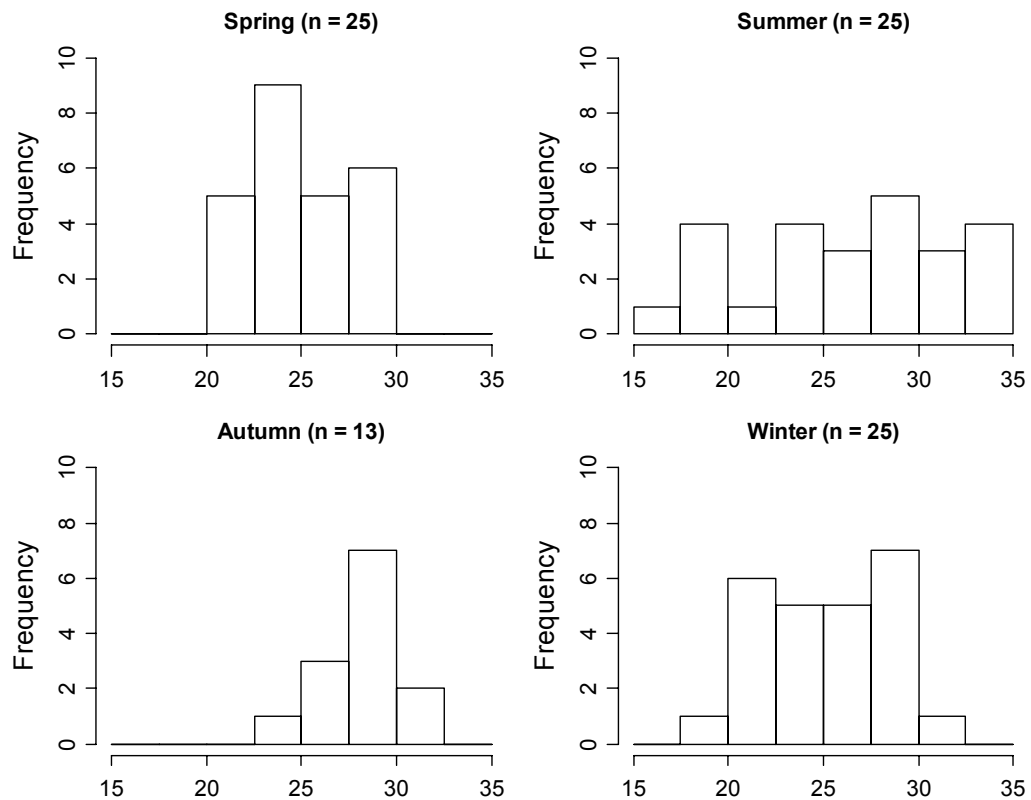 Spring (n = 25)
Frequency
0 2 4 6 8 10
15 20 25 30 35
Summer (n = 25)
Frequency
0 2 4 6 8 10
15 20 25 30 35
Autumn (n = 13)
Frequency
0 2 4 6 8 10
15 20 25 30 35
Winter (n = 25)
Frequency
0 2 4 6 8 10
15 20 25 30 35